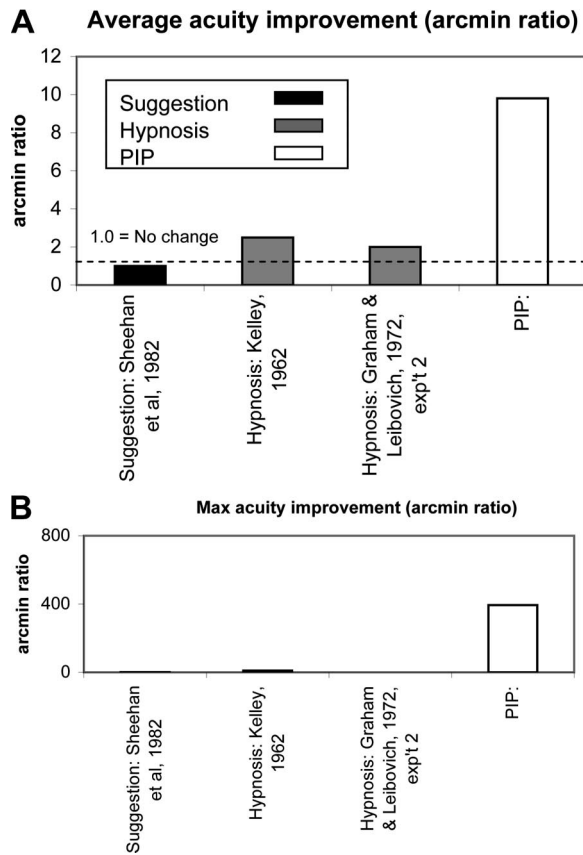 A
Average acuity improvement (arcmin ratio)
arcmin ratio
12
10
8
6
4
2
0
Suggestion
Hypnosis
PIP
1.0 = No change
Suggestion: Sheehan
et al, 1982
Hypnosis: Kelley,
1962
Hypnosis: Graham &
Leibovich, 1972,
exp't 2
PIP:
B
Max acuity improvement (arcmin ratio)
arcmin ratio
800
400
0
Suggestion: Sheehan
et al, 1982
Hypnosis: Kelley,
1962
Hypnosis: Graham
& Leibovich, 1972,
exp't 2
PIP: